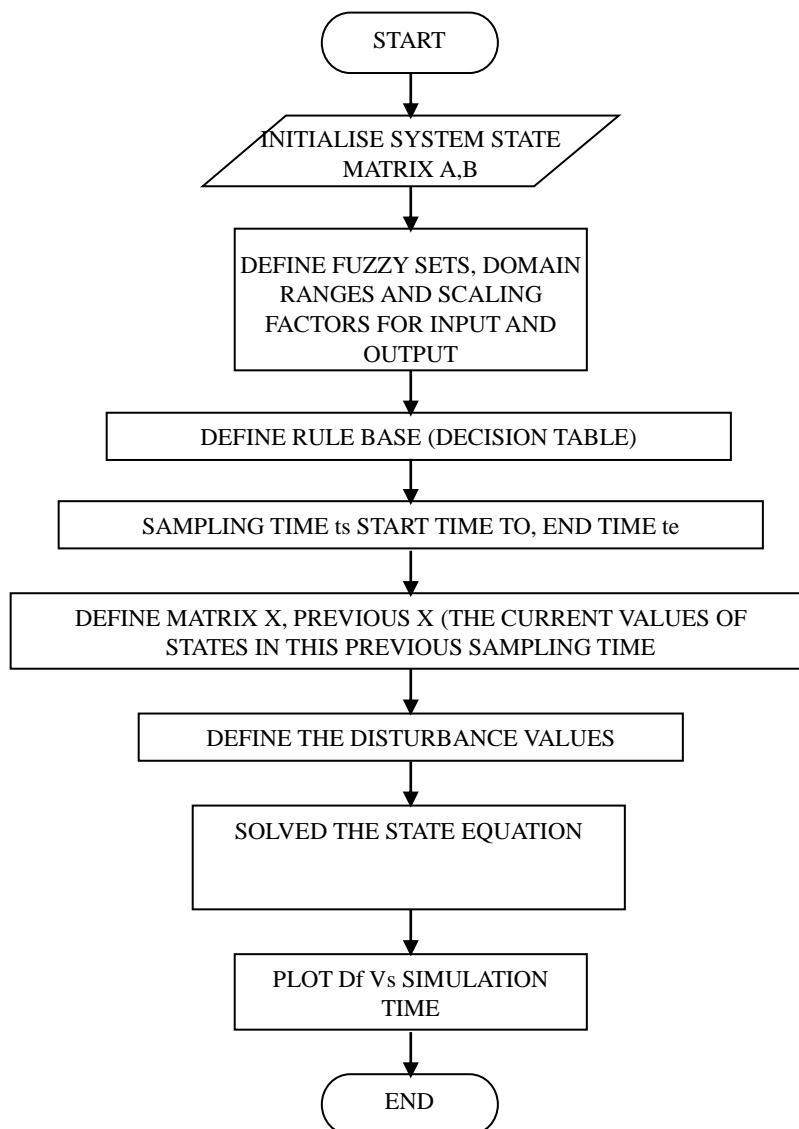 START
INITIALISE SYSTEM STATE
MATRIX A,B
DEFINE FUZZY SETS, DOMAIN
RANGES AND SCALING
FACTORS FOR INPUT AND
OUTPUT
DEFINE RULE BASE (DECISION TABLE)
SAMPLING TIME ts START TIME TO, END TIME te
DEFINE MATRIX X, PREVIOUS X (THE CURRENT VALUES OF
STATES IN THIS PREVIOUS SAMPLING TIME
DEFINE THE DISTURBANCE VALUES
SOLVED THE STATE EQUATION
PLOT Df Vs SIMULATION
TIME
END